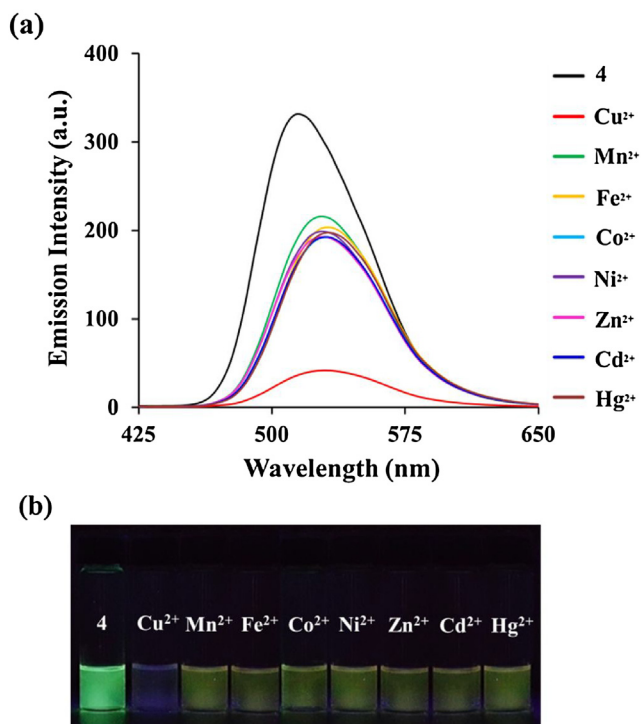 (a)
400
300
200
100
0
Emission Intensity (a.u.)
425 500 575 650
Wavelength (nm)
4
Cu²⁺
Mn²⁺
Fe²⁺
Co²⁺
Ni²⁺
Zn²⁺
Cd²⁺
Hg²⁺
(b)
4 Cu²⁺ Mn²⁺ Fe²⁺ Co²⁺ Ni²⁺ Zn²⁺ Cd²⁺ Hg²⁺